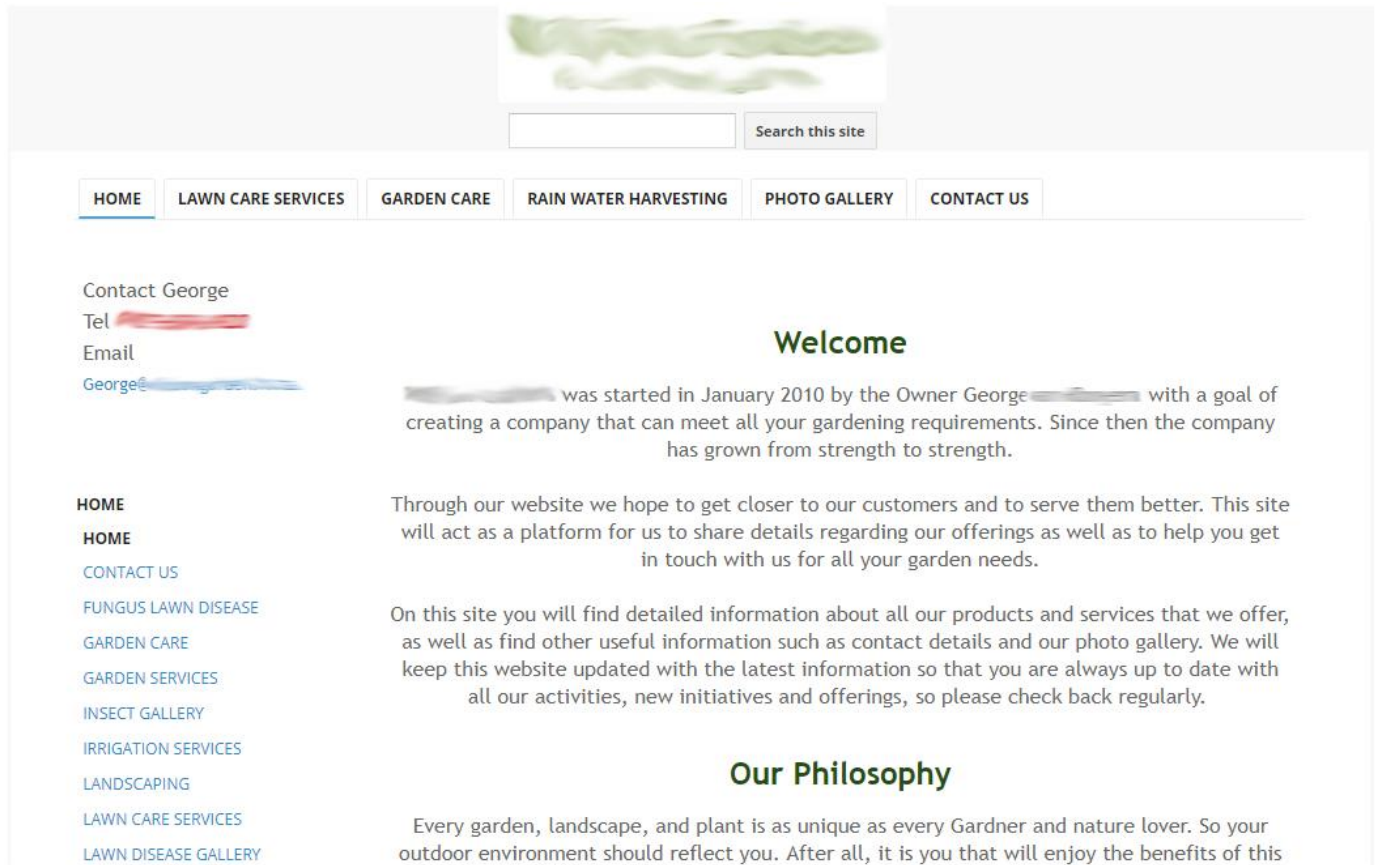 Search this site
HOME LAWN CARE SERVICES GARDEN CARE RAIN WATER HARVESTING PHOTO GALLERY CONTACT US
Contact George
Tel
Email
George@
HOME
HOME
CONTACT US
FUNGUS LAWN DISEASE
GARDEN CARE
GARDEN SERVICES
INSECT GALLERY
IRRIGATION SERVICES
LANDSCAPING
LAWN CARE SERVICES
LAWN DISEASE GALLERY
Welcome
was started in January 2010 by the Owner George with a goal of
creating a company that can meet all your gardening requirements. Since then the company
has grown from strength to strength.
Through our website we hope to get closer to our customers and to serve them better. This site
will act as a platform for us to share details regarding our offerings as well as to help you get
in touch with us for all your garden needs.
On this site you will find detailed information about all our products and services that we offer,
as well as find other useful information such as contact details and our photo gallery. We will
keep this website updated with the latest information so that you are always up to date with
all our activities, new initiatives and offerings, so please check back regularly.
Our Philosophy
Every garden, landscape, and plant is as unique as every Gardner and nature lover. So your
outdoor environment should reflect you. After all, it is you that will enjoy the benefits of this